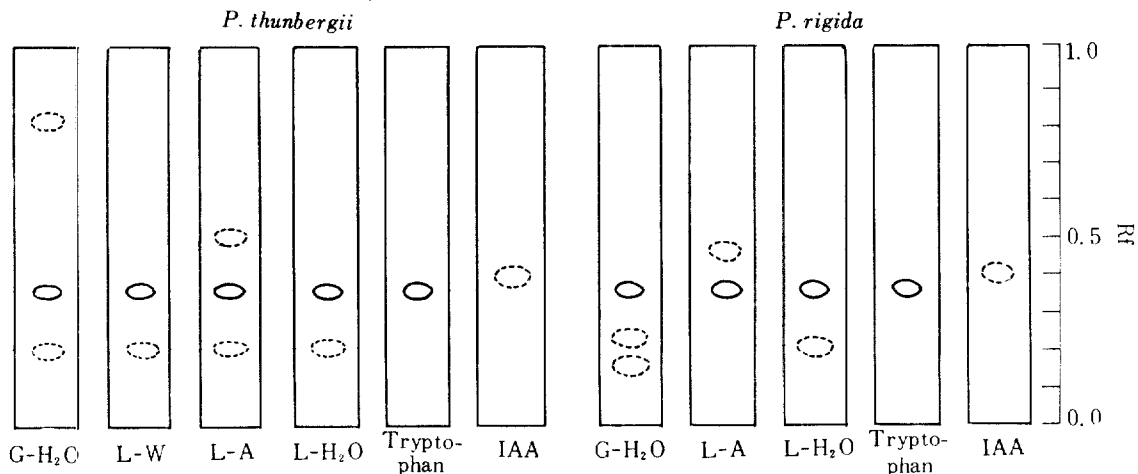 P. thunbergii
P. rigida
1.0
0.5
0.0
Rf
G-H₂O
L-W
L-A
L-H₂O
Trypto-
phan
IAA
G-H₂O
L-A
L-H₂O
Trypto-
phan
IAA